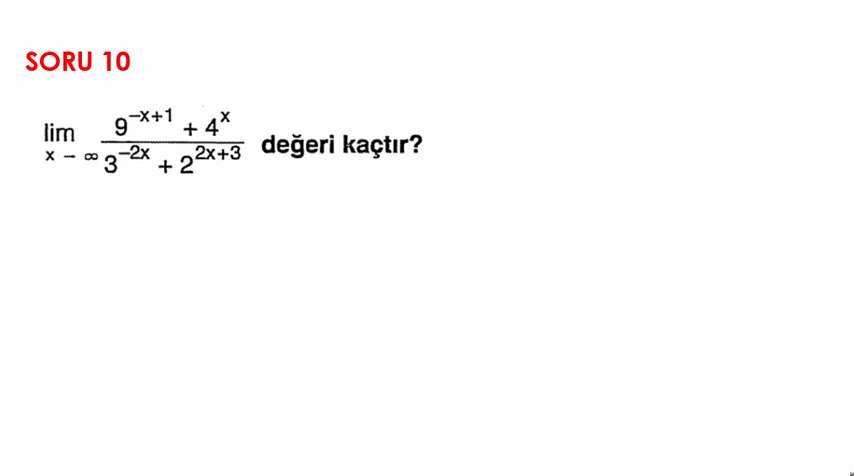 SORU 10
lim x – ∞ (9^(–x+1) + 4^x) / (3^(–2x) + 2^(2x+3)) değeri kaçtır?